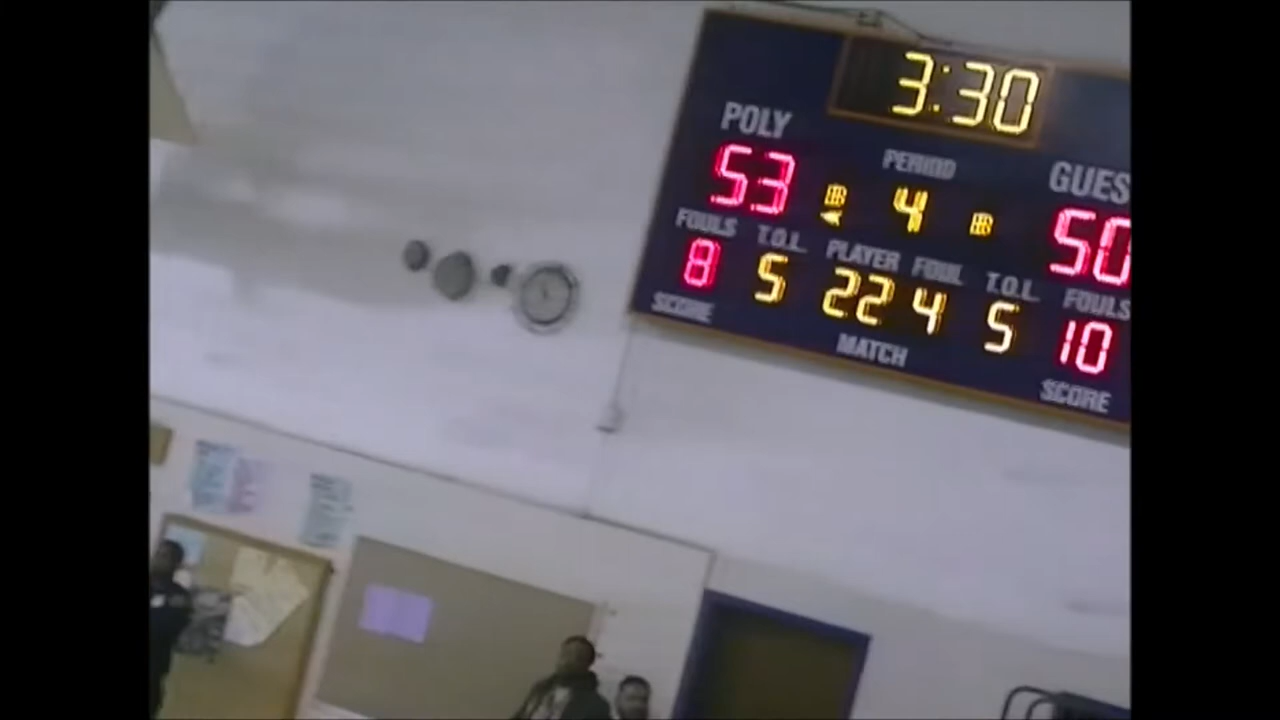 3:30
POLY
PERIOD
GUES
53
B
4
B
50
FOULS
T.O.L.
PLAYER FOUL
T.O.L.
FOULS
8
5
22
4
5
10
SCORE
MATCH
SCORE